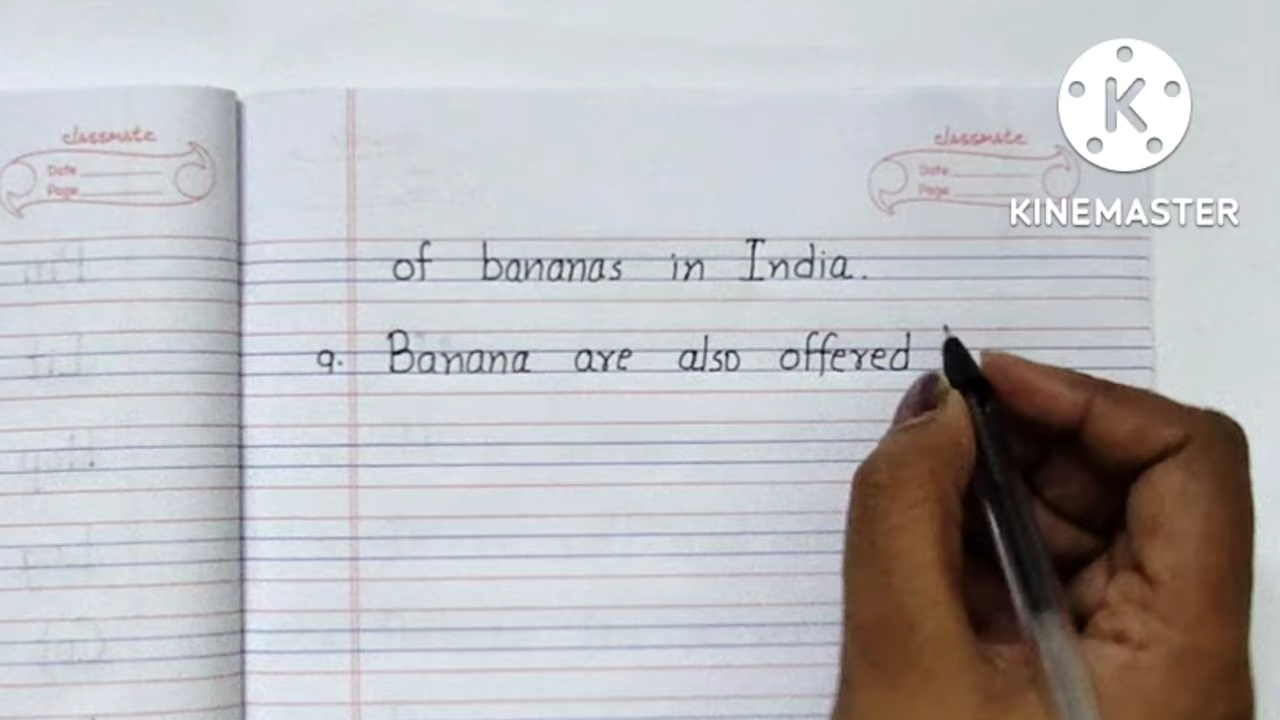 classmate
Date
Page
classmate
Date
Page
KINEMASTER
of bananas in India.
9. Banana are also offered